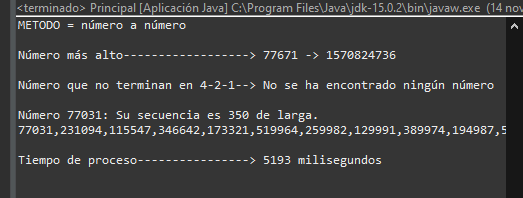 <terminado> Principal [Aplicación Java] C:\Program Files\Java\jdk-15.0.2\bin\javaw.exe (14 nov
METODO = número a número
Número más alto-----------------> 77671 -> 1570824736
Número que no terminan en 4-2-1--> No se ha encontrado ningún número
Número 77031: Su secuencia es 350 de larga.
77031,231094,115547,346642,173321,519964,259982,129991,389974,194987,5
Tiempo de proceso---------------> 5193 milisegundos